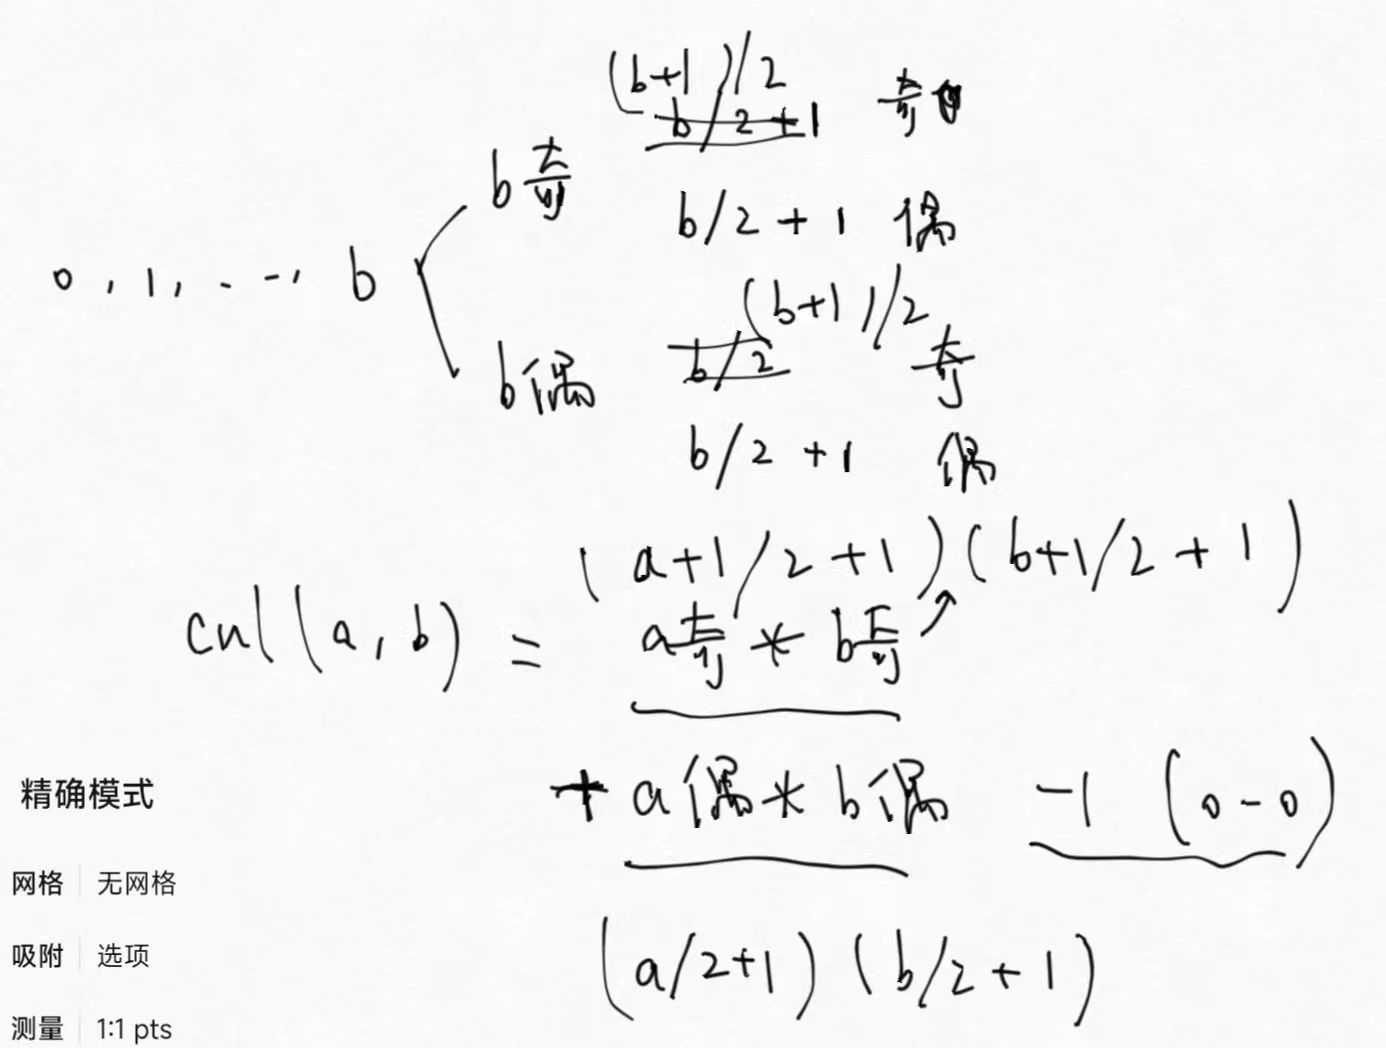 (b+1)/2
b/2+1 奇
b奇
b/2+1 偶
0, 1, ..., b
(b+1)/2
b/2 奇
b偶
b/2+1 偶
(a+1/2+1)(b+1/2+1)
cal(a,b) = a奇*b奇
+ a偶*b偶 -1 (0-0)
(a/2+1)(b/2+1)
精确模式
网格 无网格
吸附 选项
测量 1:1 pts